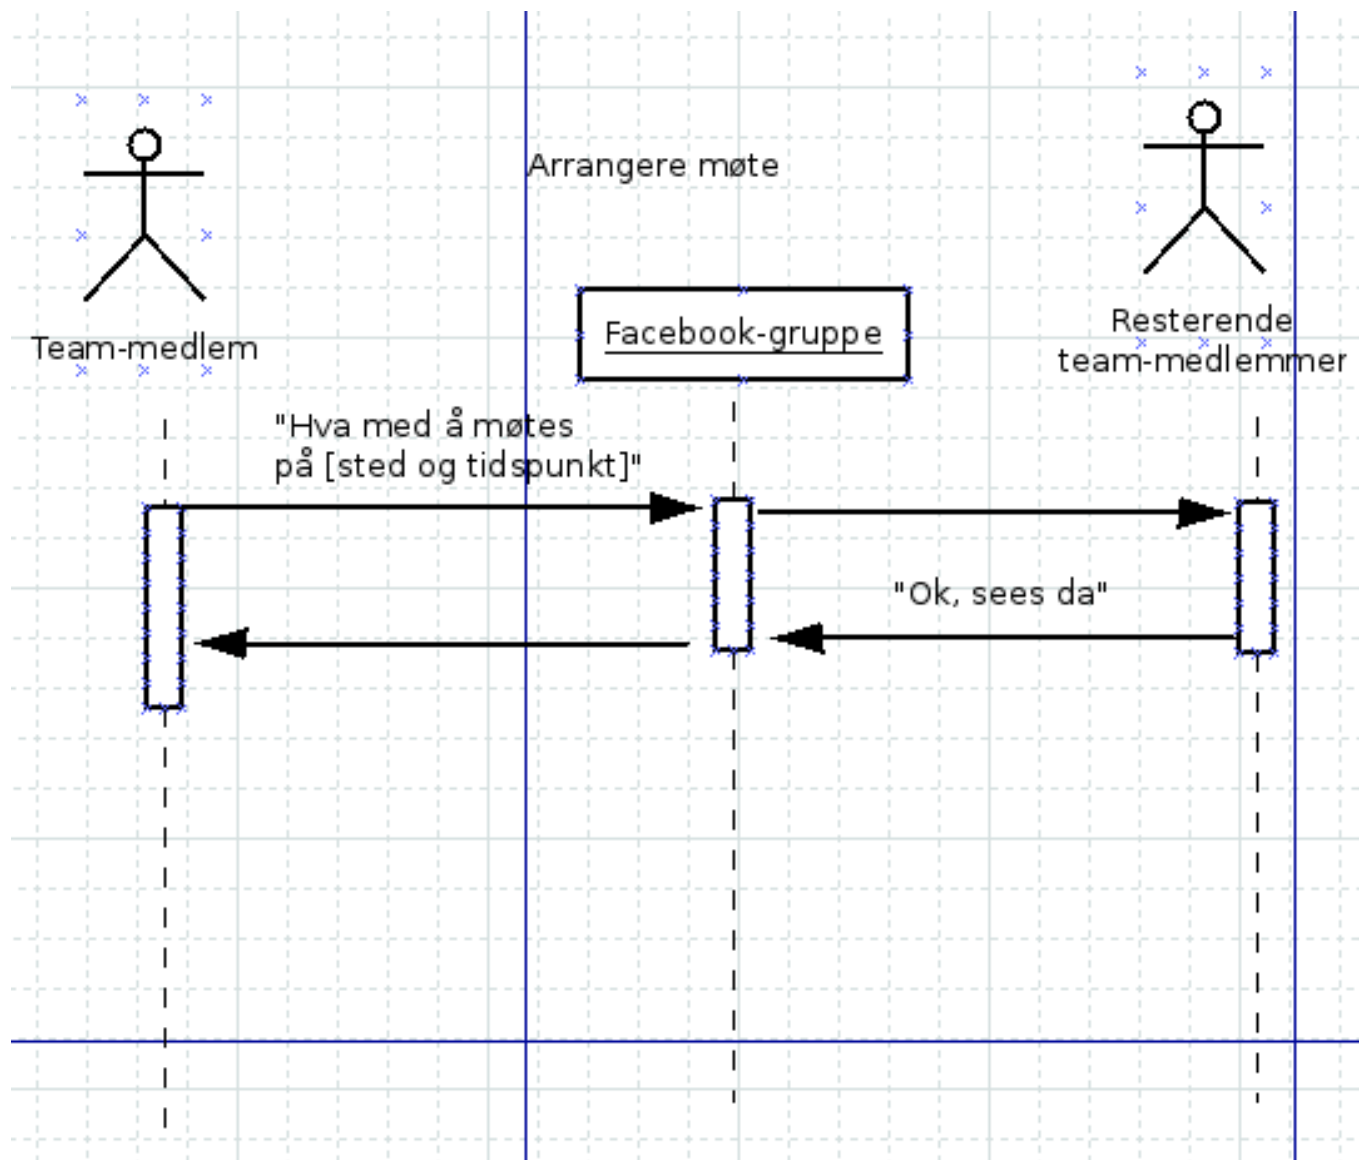 Arrangere møte
Team-medlem
Facebook-gruppe
Resterende
team-medlemmer
"Hva med å møtes
på [sted og tidspunkt]"
"Ok, sees da"